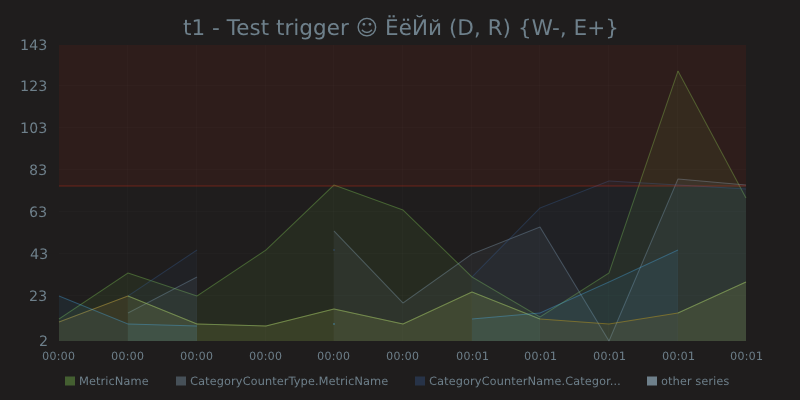 t1 - Test trigger ☺ ЁёЙй (D, R) {W-, E+}
143
123
103
83
63
43
23
2
00:00 00:00 00:00 00:00 00:00 00:00 00:01 00:01 00:01 00:01 00:01
MetricName CategoryCounterType.MetricName CategoryCounterName.Categor... other series